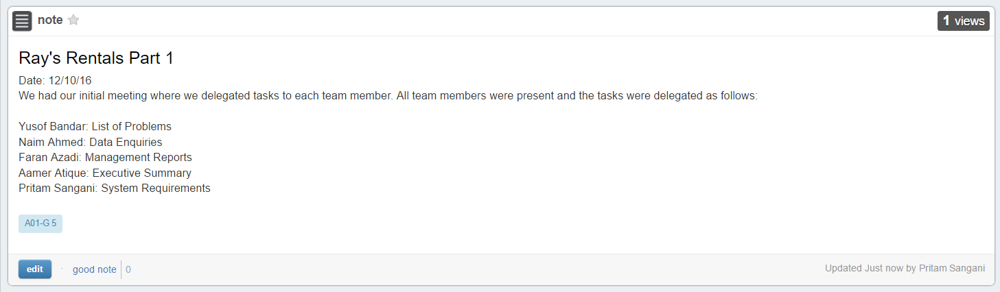 note
1 views
Ray's Rentals Part 1
Date: 12/10/16
We had our initial meeting where we delegated tasks to each team member. All team members were present and the tasks were delegated as follows:
Yusof Bandar: List of Problems
Naim Ahmed: Data Enquiries
Faran Azadi: Management Reports
Aamer Atique: Executive Summary
Pritam Sangani: System Requirements
A01-G 5
edit · good note 0
Updated Just now by Pritam Sangani